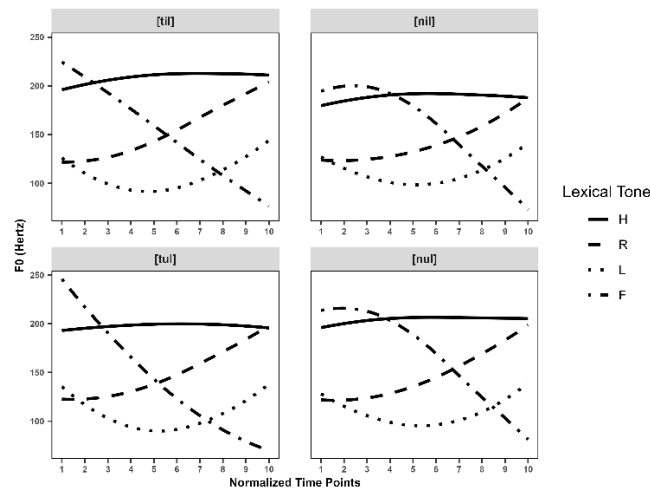 [til] [nil]
250
200
150
100
1 2 3 4 5 6 7 8 9 10 1 2 3 4 5 6 7 8 9 10
[tul] [nul]
250
200
150
100
1 2 3 4 5 6 7 8 9 10 1 2 3 4 5 6 7 8 9 10
F0 (Hertz)
Normalized Time Points
Lexical Tone
H
R
L
F